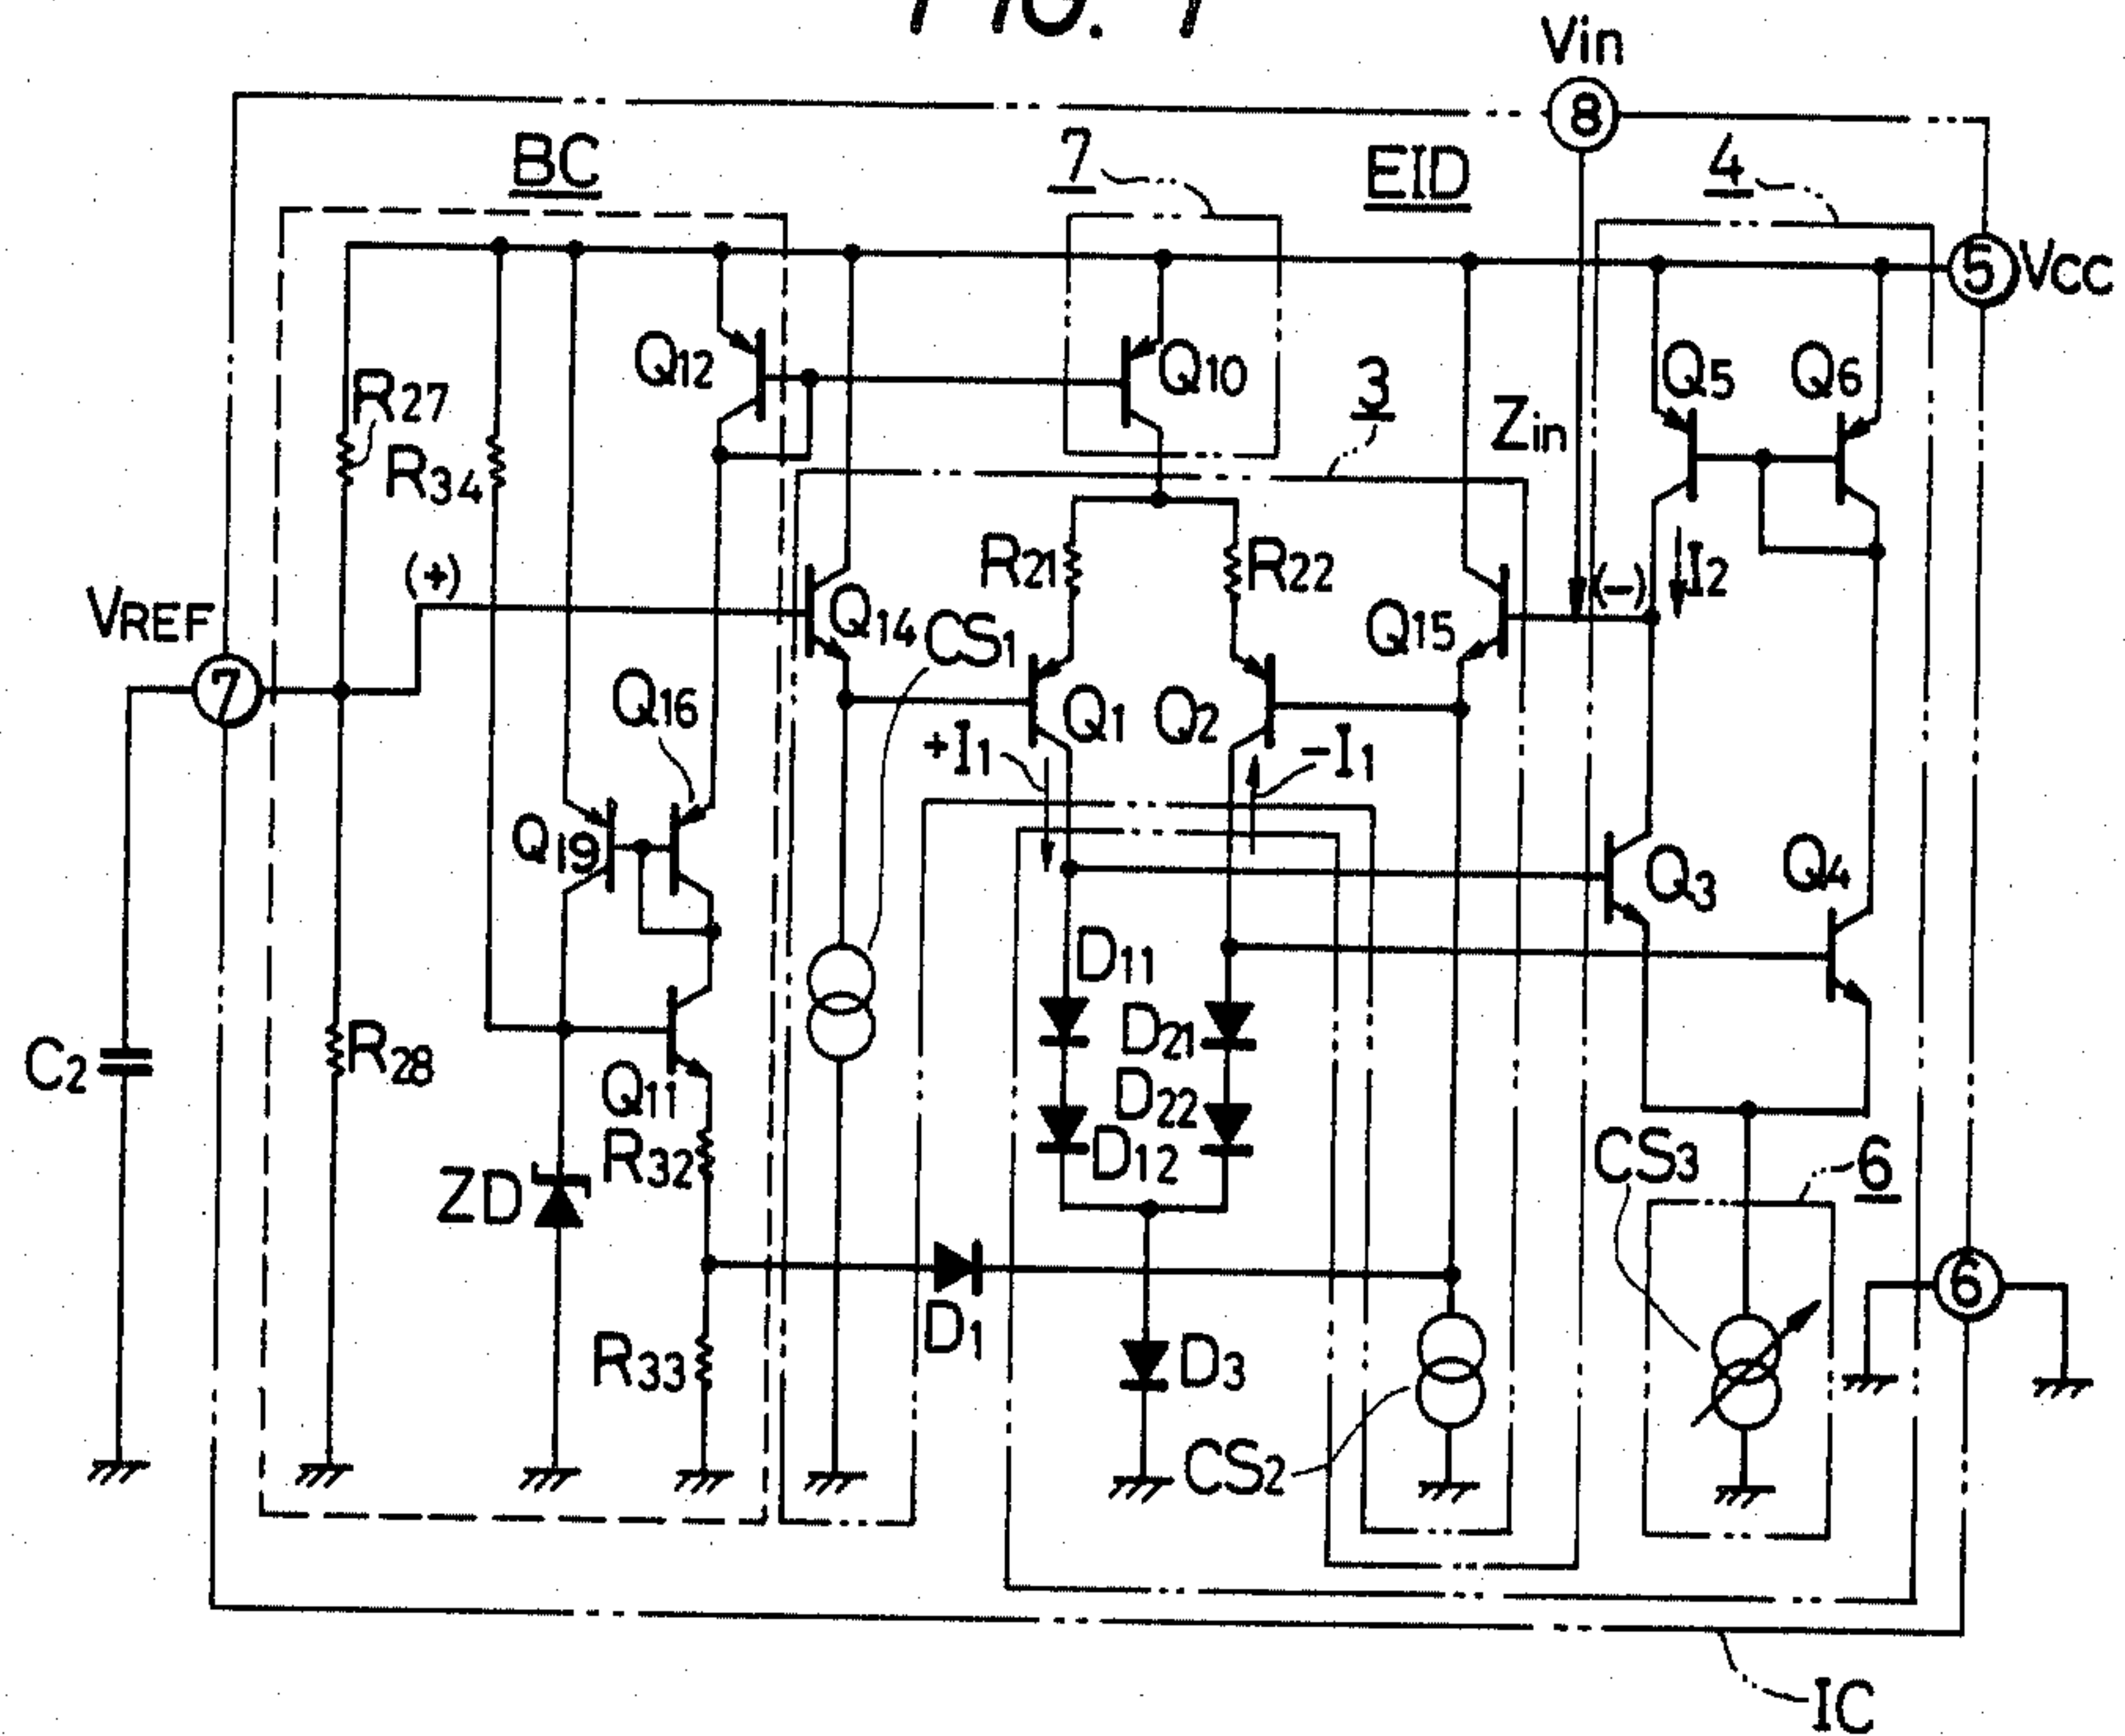 FIG. 7
Vin
8
BC
7
EID
4
5
VCC
Q12
Q10
Q5
Q6
R27
R34
3
Zin
(+)
R21
R22
(-)
I2
VREF
Q14
CS1
Q15
7
Q16
Q1
Q2
+I1
-I1
Q19
Q3
Q4
D11
D21
C2
R28
Q11
D22
D12
R32
CS3
6
ZD
6
D1
R33
D3
CS2
IC